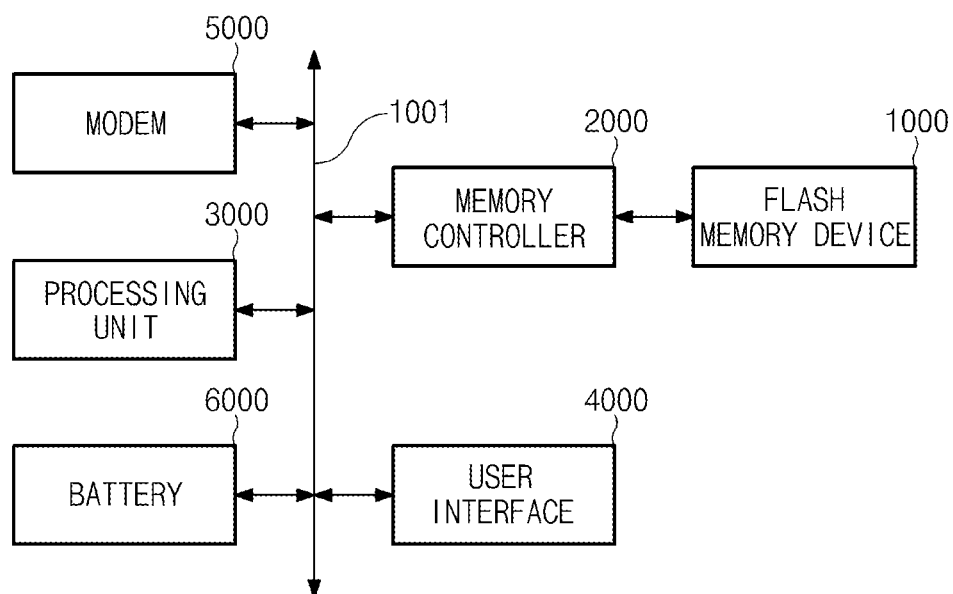 5000
MODEM
1001
2000
MEMORY
CONTROLLER
1000
FLASH
MEMORY DEVICE
3000
PROCESSING
UNIT
6000
BATTERY
4000
USER
INTERFACE